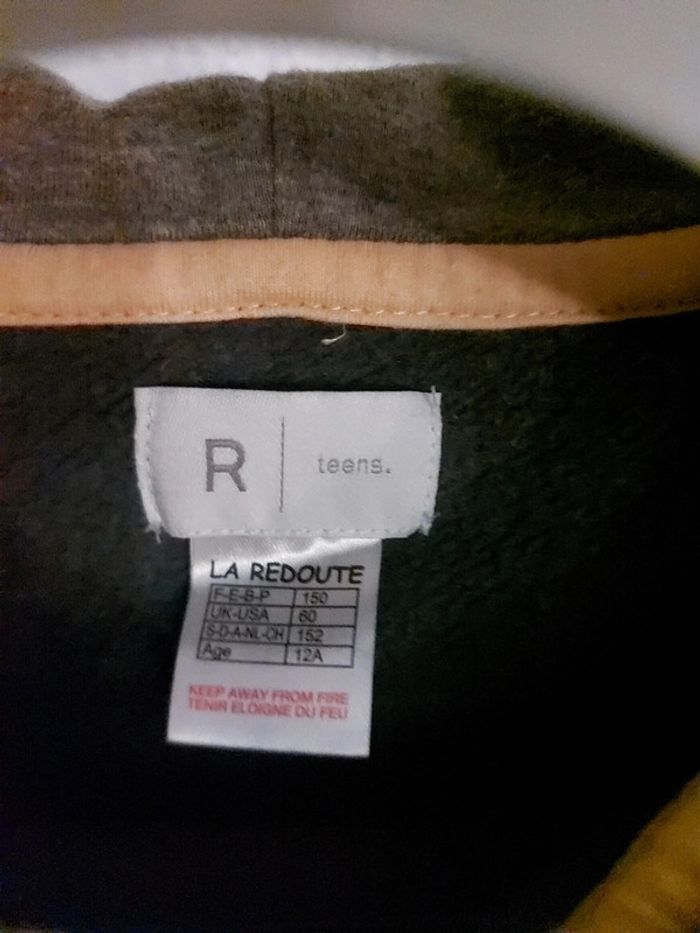 R teens.
LA REDOUTE
F-E-B-P 150
UK-USA 60
S-D-A-NL-CH 152
Age 12A
KEEP AWAY FROM FIRE
TENIR ELOIGNE DU FEU